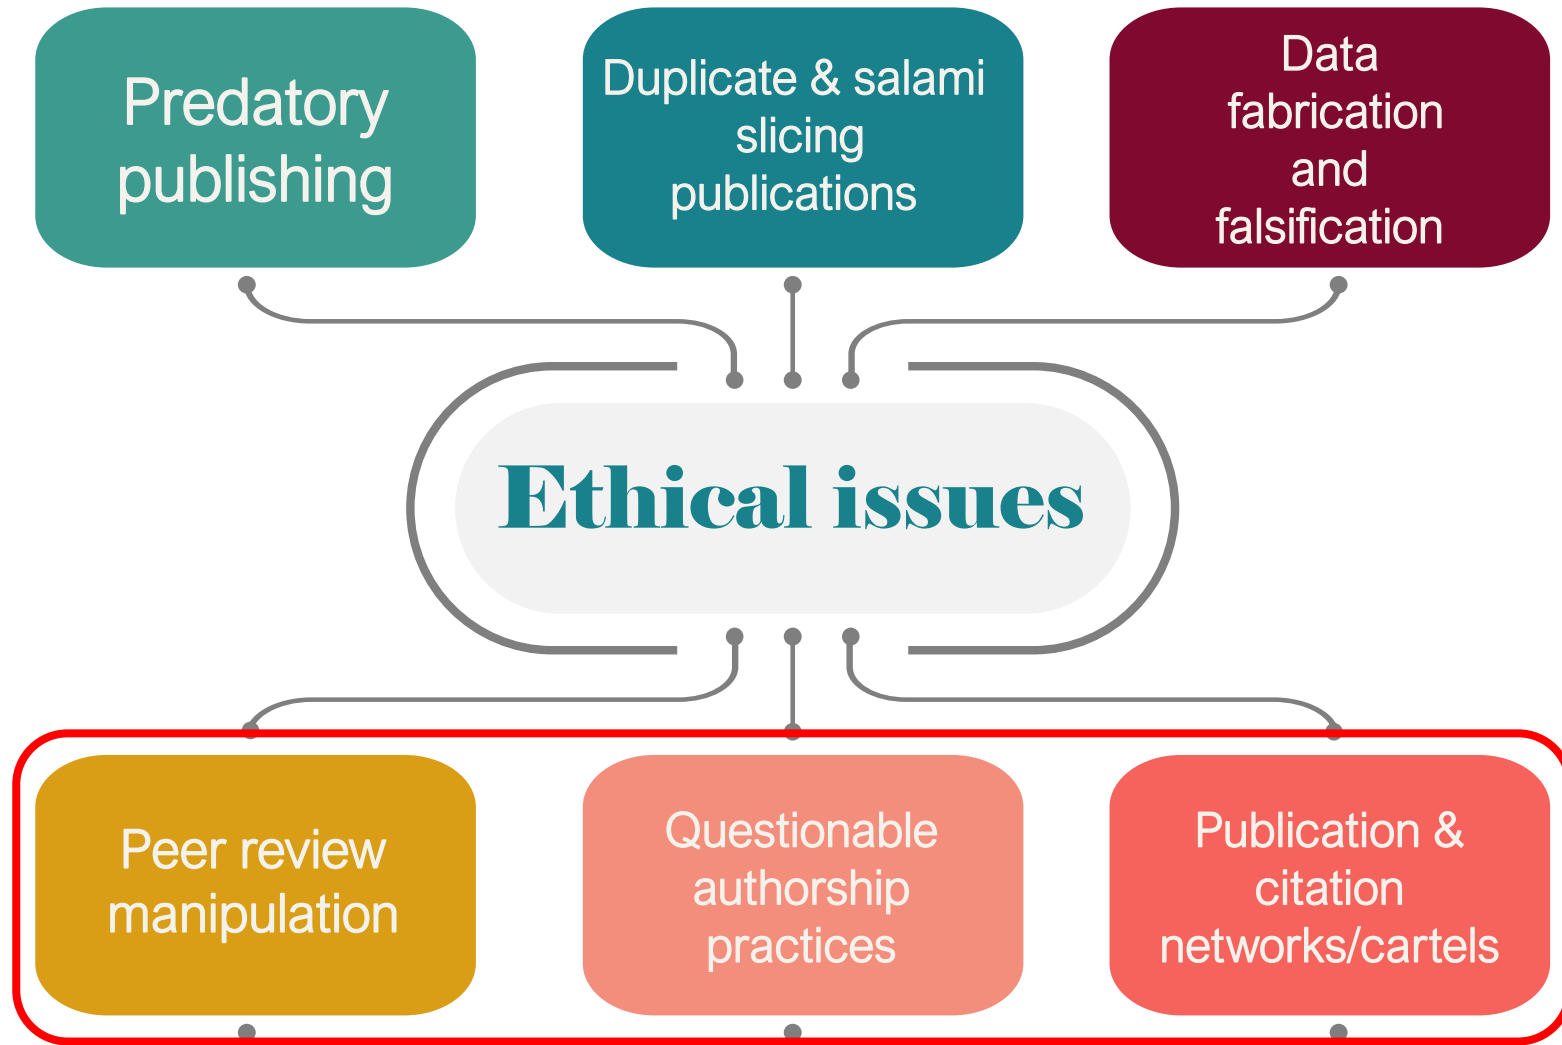 Predatory
publishing
Duplicate & salami
slicing
publications
Data
fabrication
and
falsification
Ethical issues
Peer review
manipulation
Questionable
authorship
practices
Publication &
citation
networks/cartels